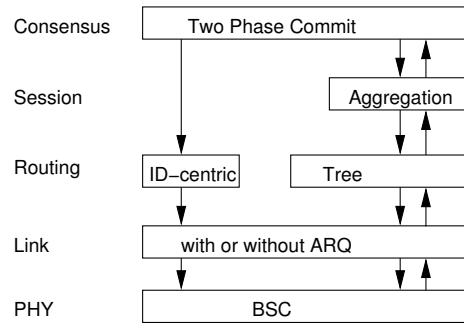 Consensus Two Phase Commit
Session Aggregation
Routing ID−centric Tree
Link with or without ARQ
PHY BSC